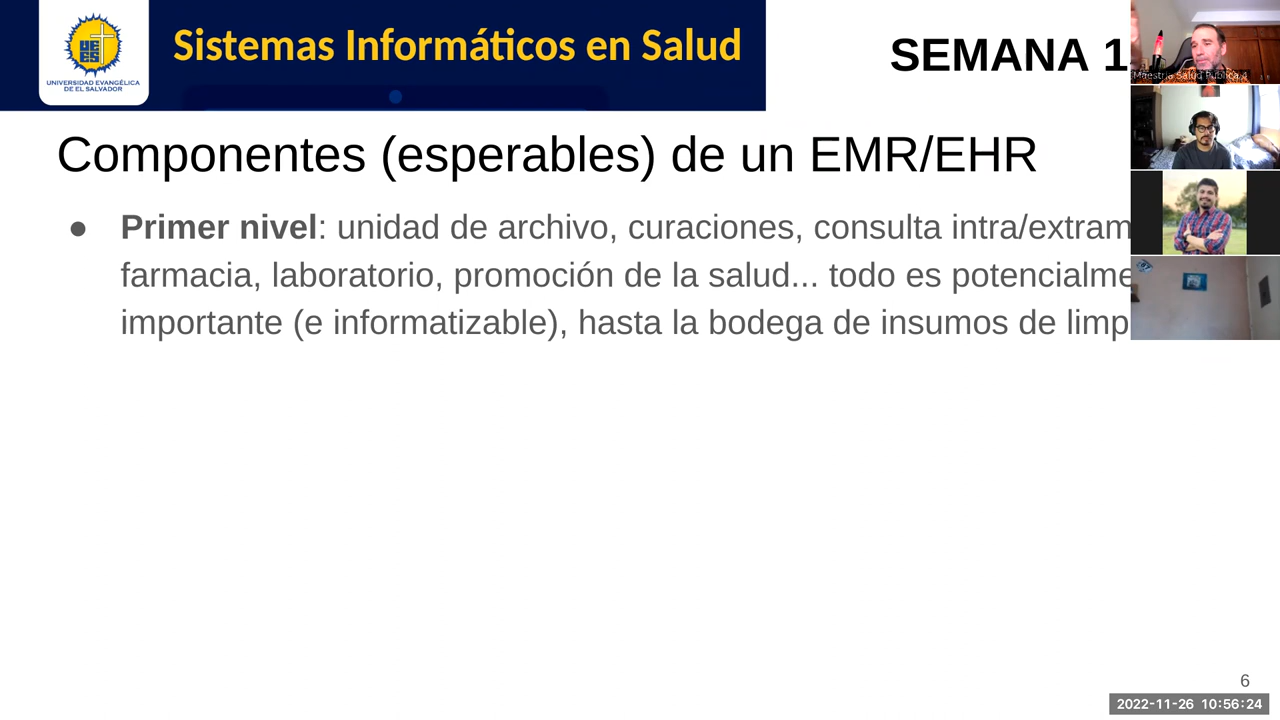 UNIVERSIDAD EVANGÉLICA
DE EL SALVADOR
Sistemas Informáticos en Salud
SEMANA 1
Maestría Salud Pública 4
Componentes (esperables) de un EMR/EHR
● Primer nivel: unidad de archivo, curaciones, consulta intra/extram
farmacia, laboratorio, promoción de la salud... todo es potencialme
importante (e informatizable), hasta la bodega de insumos de limp
6
2022-11-26 10:56:24